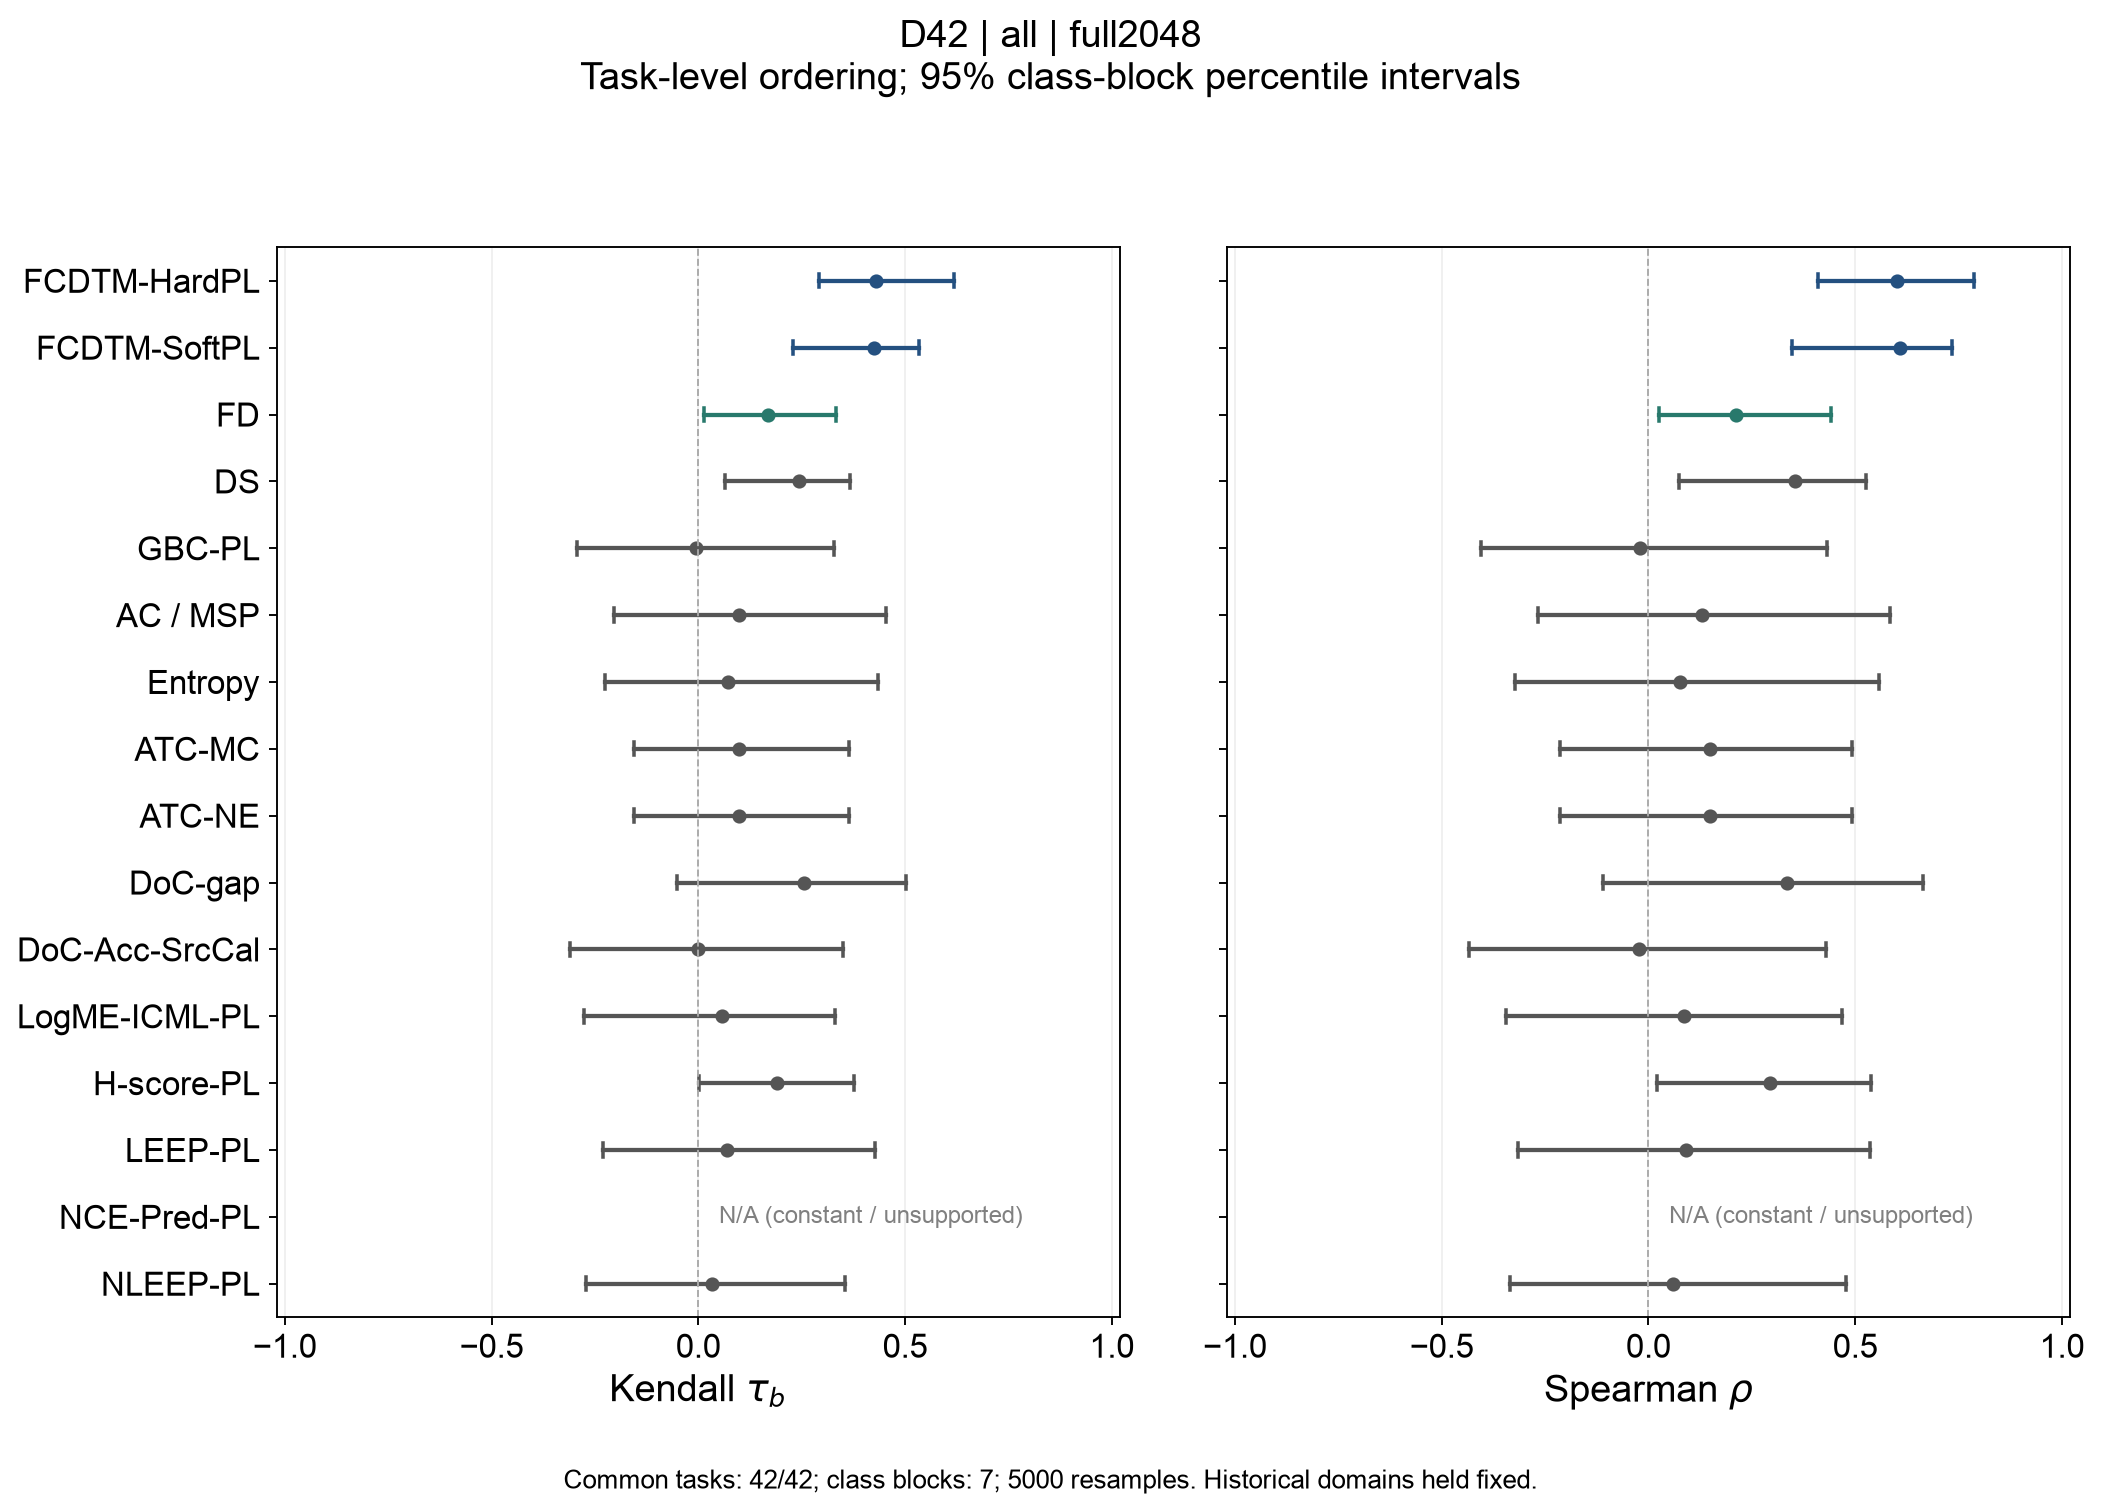 D42 | all | full2048
Task-level ordering; 95% class-block percentile intervals
FCDTM-HardPL
FCDTM-SoftPL
FD
DS
GBC-PL
AC / MSP
Entropy
ATC-MC
ATC-NE
DoC-gap
DoC-Acc-SrcCal
LogME-ICML-PL
H-score-PL
LEEP-PL
NCE-Pred-PL
NLEEP-PL
N/A (constant / unsupported)
−1.0 −0.5 0.0 0.5 1.0
Kendall τ_b
N/A (constant / unsupported)
−1.0 −0.5 0.0 0.5 1.0
Spearman ρ
Common tasks: 42/42; class blocks: 7; 5000 resamples. Historical domains held fixed.